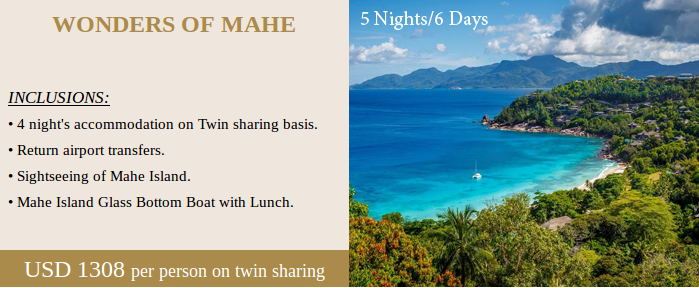 WONDERS OF MAHE
5 Nights/6 Days
INCLUSIONS:
• 4 night's accommodation on Twin sharing basis.
• Return airport transfers.
• Sightseeing of Mahe Island.
• Mahe Island Glass Bottom Boat with Lunch.
USD 1308 per person on twin sharing